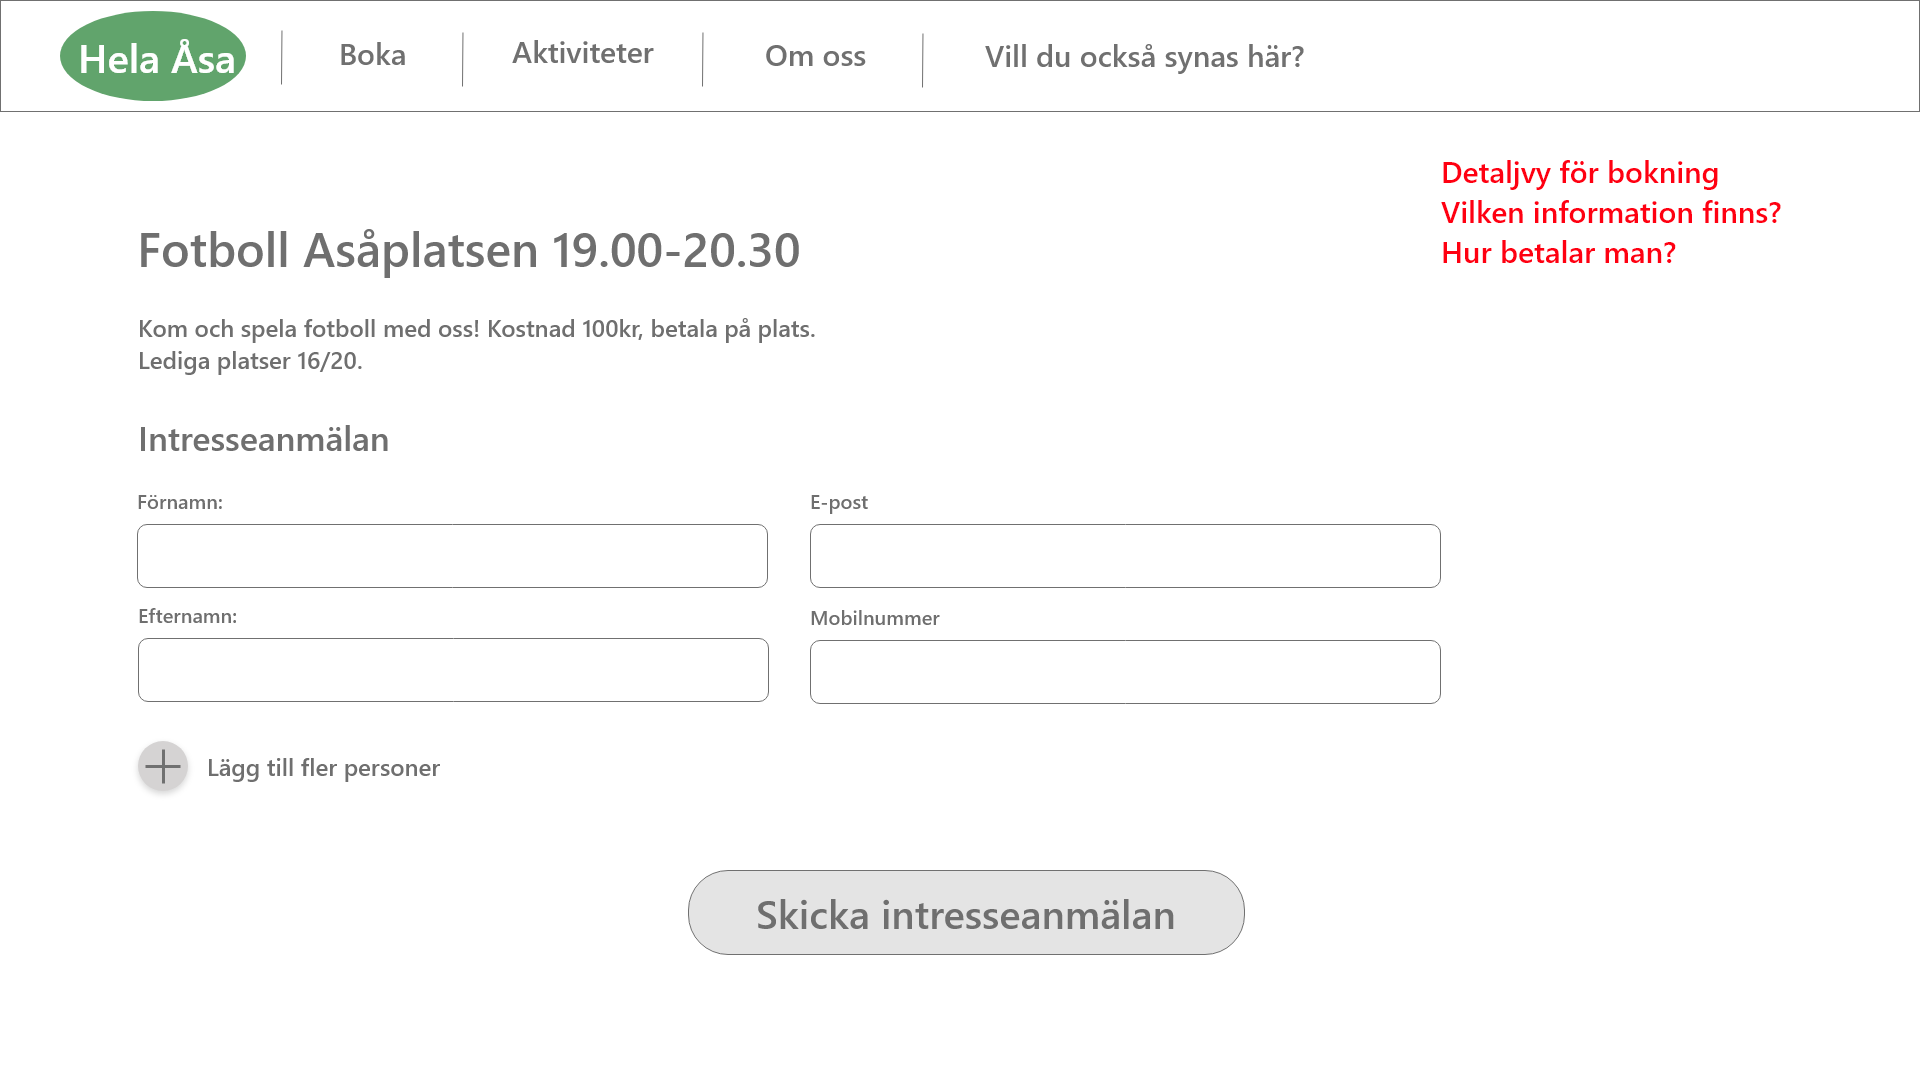 Hela Åsa
Boka
Aktiviteter
Om oss
Vill du också synas här?
Detaljvy för bokning
Vilken information finns?
Hur betalar man?
Fotboll Asåplatsen 19.00-20.30
Kom och spela fotboll med oss! Kostnad 100kr, betala på plats.
Lediga platser 16/20.
Intresseanmälan
Förnamn:
E-post
Efternamn:
Mobilnummer
Lägg till fler personer
Skicka intresseanmälan